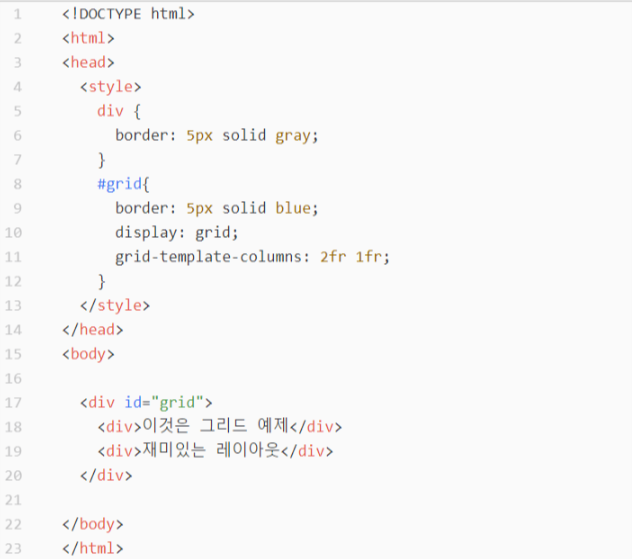 1 <!DOCTYPE html>
2 <html>
3 <head>
4 <style>
5 div {
6 border: 5px solid gray;
7 }
8 #grid{
9 border: 5px solid blue;
10 display: grid;
11 grid-template-columns: 2fr 1fr;
12 }
13 </style>
14 </head>
15 <body>
16
17 <div id="grid">
18 <div>이것은 그리드 예제</div>
19 <div>재미있는 레이아웃</div>
20 </div>
21
22 </body>
23 </html>